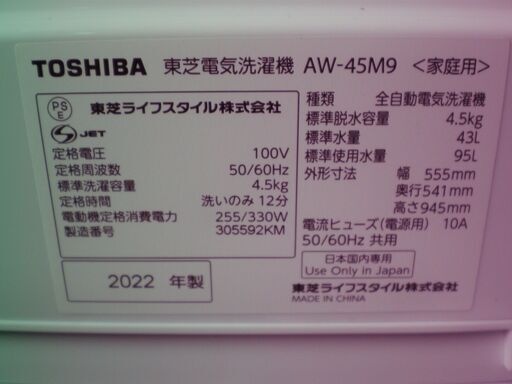 TOSHIBA 東芝電気洗濯機 AW-45M9 <家庭用>
PS
E
東芝ライフスタイル株式会社
JET
定格電圧 100V
定格周波数 50/60Hz
標準洗濯容量 4.5kg
定格時間 洗いのみ 12分
電動機定格消費電力 255/330W
製造番号 305592KM
2022 年製
種類 全自動電気洗濯機
標準脱水容量 4.5kg
標準水量 43L
標準使用水量 95L
外形寸法 幅 555mm
奥行541mm
高さ945mm
電流ヒューズ(電源用) 10A
50/60Hz 共用
日本国内専用
Use Only in Japan
東芝ライフスタイル株式会社
MADE IN CHINA